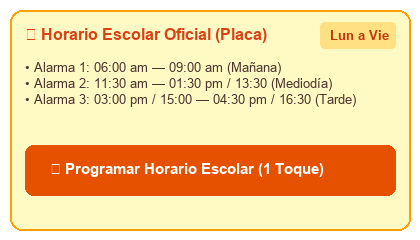 Horario Escolar Oficial (Placa)
Lun a Vie
• Alarma 1: 06:00 am — 09:00 am (Mañana)
• Alarma 2: 11:30 am — 01:30 pm / 13:30 (Mediodía)
• Alarma 3: 03:00 pm / 15:00 — 04:30 pm / 16:30 (Tarde)
Programar Horario Escolar (1 Toque)